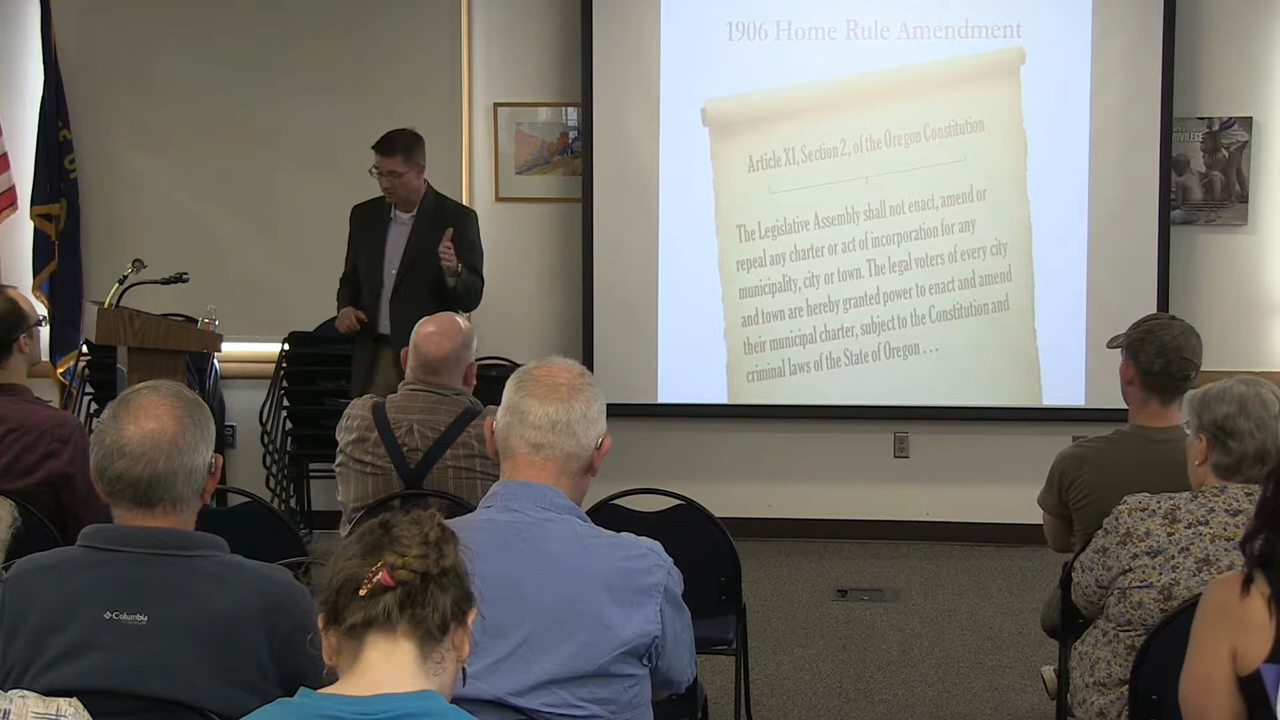 1906 Home Rule Amendment
Article XI, Section 2, of the Oregon Constitution
The Legislative Assembly shall not enact, amend or
repeal any charter or act of incorporation for any
municipality, city or town. The legal voters of every city
and town are hereby granted power to enact and amend
their municipal charter, subject to the Constitution and
criminal laws of the State of Oregon . . .
Columbia